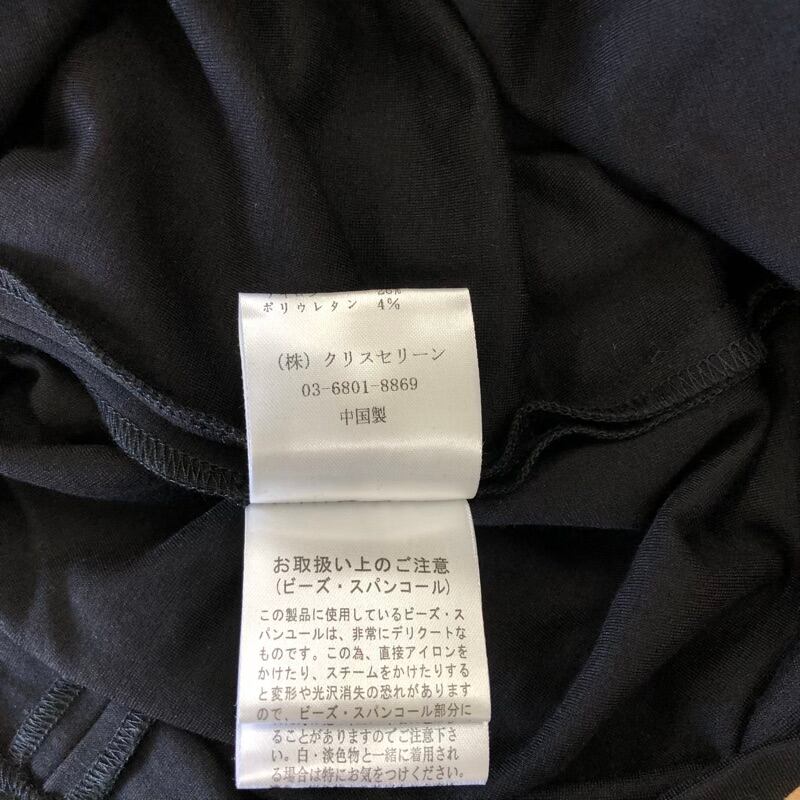 ポリウレタン 4%
(株) クリスセリーン
03-6801-8869
中国製
お取扱い上のご注意
(ビーズ・スパンコール)
この製品に使用しているビーズ・ス
パンユールは、非常にデリケートな
ものです。この為、直接アイロンを
かけたり、スチームをかけたりする
と変形や光沢消失の恐れがあります
ので、ビーズ・スパンコール部分に
ることがありますのでご注意下さ
い。白・淡色物と一緒に着用され
る場合は特にお気をつけください。